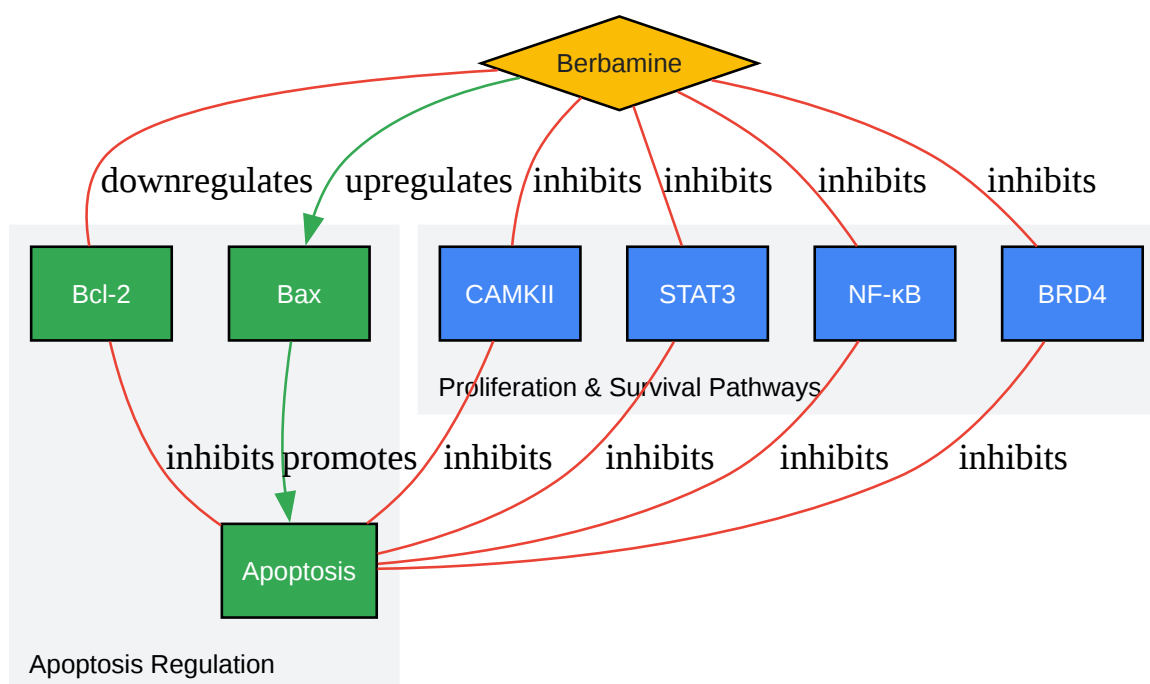 Berbamine
downregulates upregulates inhibits inhibits inhibits inhibits
Bcl-2 Bax CAMKII STAT3 NF-κB BRD4
Proliferation & Survival Pathways
inhibits promotes inhibits inhibits inhibits inhibits
Apoptosis
Apoptosis Regulation